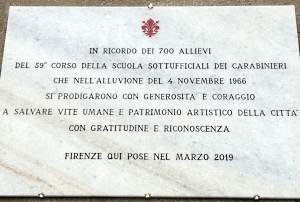 IN RICORDO DEI 700 ALLIEVI
DEL 59° CORSO DELLA SCUOLA SOTTUFFICIALI DEI CARABINIERI
CHE NELL'ALLUVIONE DEL 4 NOVEMBRE 1966
SI PRODIGARONO CON GENEROSITA' E CORAGGIO
A SALVARE VITE UMANE E PATRIMONIO ARTISTICO DELLA CITTA'
CON GRATITUDINE E RICONOSCENZA
FIRENZE QUI POSE NEL MARZO 2019